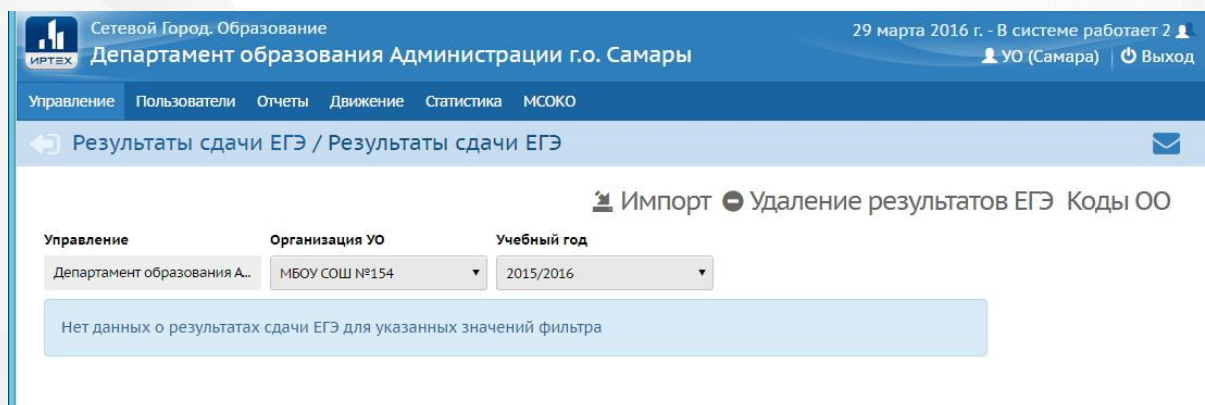 Сетевой Город. Образование
29 марта 2016 г. - В системе работает 2
ИРТЕХ
Департамент образования Администрации г.о. Самары
УО (Самара) Выход
Управление Пользователи Отчеты Движение Статистика МСОКО
Результаты сдачи ЕГЭ / Результаты сдачи ЕГЭ
Импорт Удаление результатов ЕГЭ Коды ОО
Управление Организация УО Учебный год
Департамент образования А... МБОУ СОШ №154 2015/2016
Нет данных о результатах сдачи ЕГЭ для указанных значений фильтра